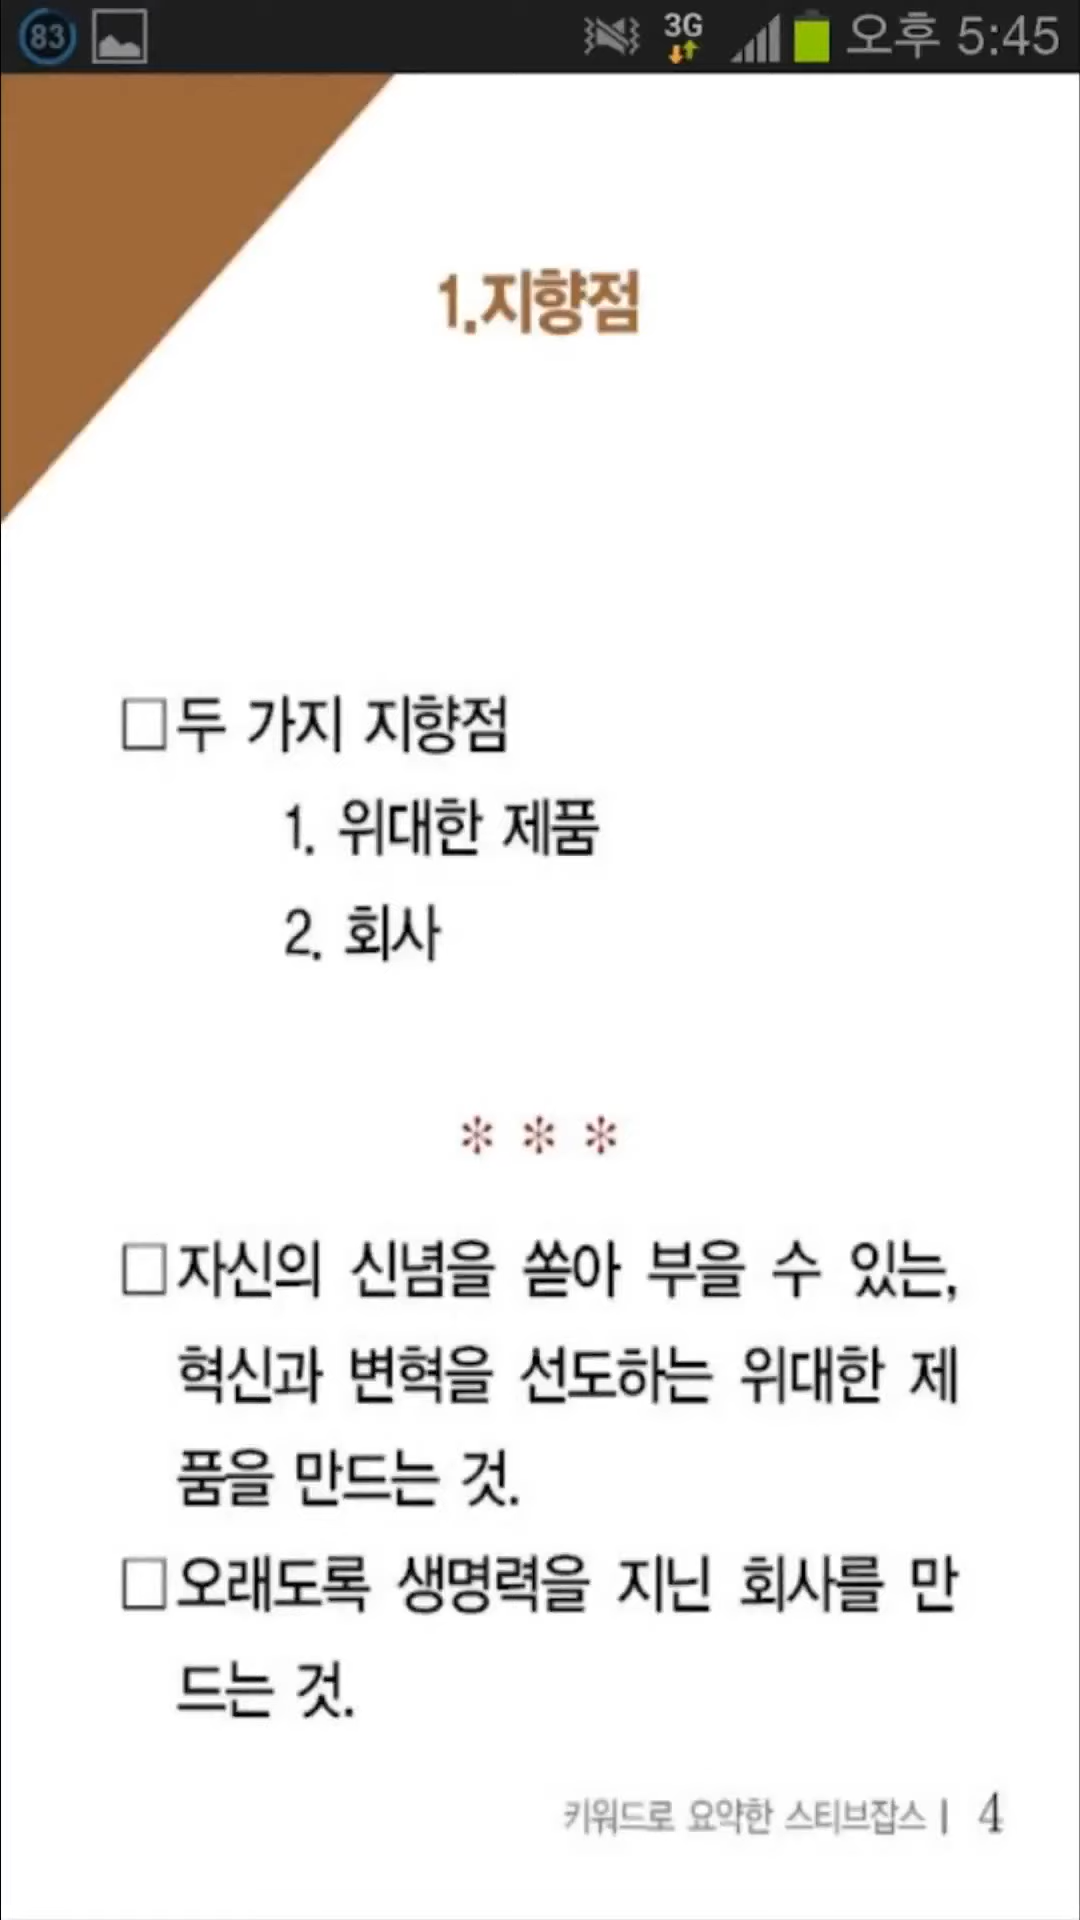 83 3G 오후 5:45
1.지향점
□두 가지 지향점
1. 위대한 제품
2. 회사
* * *
□자신의 신념을 쏟아 부을 수 있는,
혁신과 변혁을 선도하는 위대한 제
품을 만드는 것.
□오래도록 생명력을 지닌 회사를 만
드는 것.
키워드로 요약한 스티브잡스 | 4